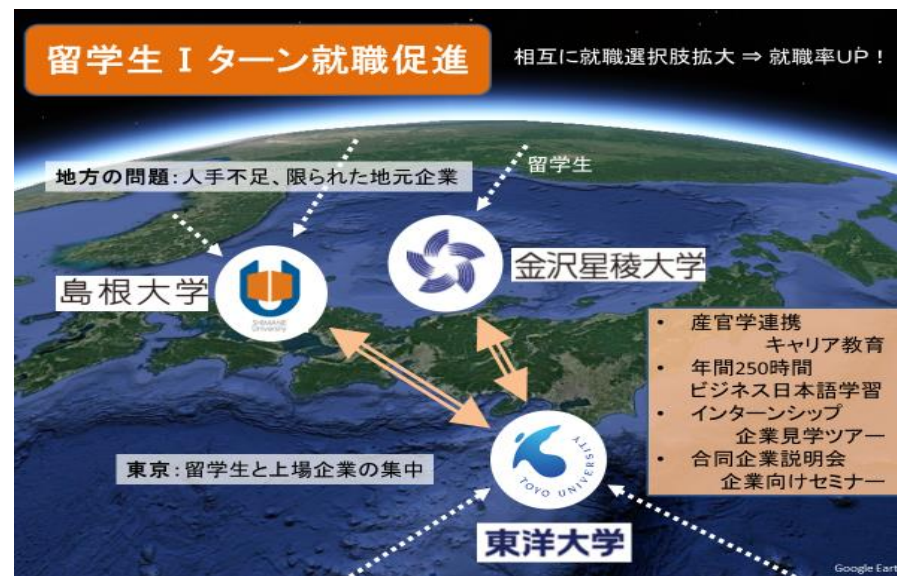 留学生 I ターン就職促進
相互に就職選択肢拡大 ⇒ 就職率UP！
地方の問題：人手不足、限られた地元企業
留学生
島根大学
SHIMANE
University
金沢星稜大学
• 産官学連携
キャリア教育
• 年間250時間
ビジネス日本語学習
• インターンシップ
企業見学ツアー
• 合同企業説明会
企業向けセミナー
東京：留学生と上場企業の集中
TOYO UNIVERSITY
東洋大学
Google Eart